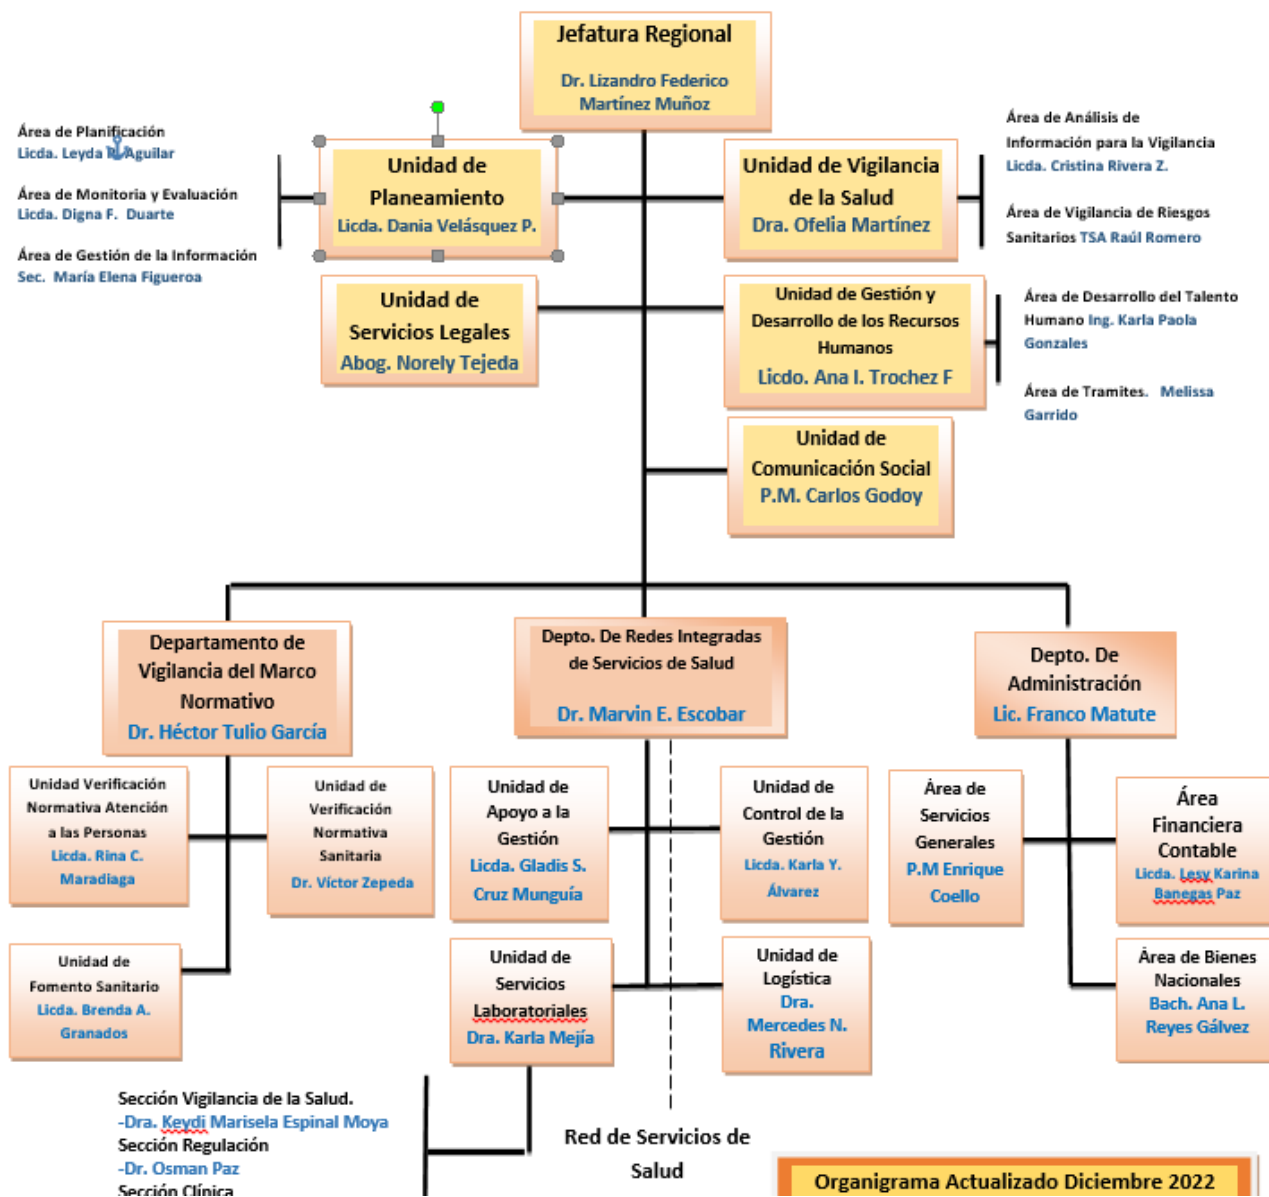 Jefatura Regional
Dr. Lizandro Federico
Martínez Muñoz
Área de Planificación
Licda. Leyda Aguilar
Área de Monitoria y Evaluación
Licda. Digna F. Duarte
Área de Gestión de la Información
Sec. María Elena Figueroa
Unidad de
Planeamiento
Licda. Dania Velásquez P.
Unidad de Vigilancia
de la Salud
Dra. Ofelia Martínez
Área de Análisis de
Información para la Vigilancia
Licda. Cristina Rivera Z.
Área de Vigilancia de Riesgos
Sanitarios TSA Raúl Romero
Unidad de
Servicios Legales
Abog. Norely Tejeda
Unidad de Gestión y
Desarrollo de los Recursos
Humanos
Licdo. Ana I. Trochez F
Área de Desarrollo del Talento
Humano Ing. Karla Paola
Gonzales
Área de Tramites. Melissa
Garrido
Unidad de
Comunicación Social
P.M. Carlos Godoy
Departamento de
Vigilancia del Marco
Normativo
Dr. Héctor Tulio García
Depto. De Redes Integradas
de Servicios de Salud
Dr. Marvin E. Escobar
Depto. De
Administración
Lic. Franco Matute
Unidad Verificación
Normativa Atención
a las Personas
Licda. Rina C.
Maradiaga
Unidad de
Verificación
Normativa
Sanitaria
Dr. Víctor Zepeda
Unidad de
Apoyo a la
Gestión
Licda. Gladis S.
Cruz Munguía
Unidad de
Control de la
Gestión
Licda. Karla Y.
Álvarez
Área de
Servicios
Generales
P.M Enrique
Coello
Área
Financiera
Contable
Licda. Lesy Karina
Banegas Paz
Unidad de
Fomento Sanitario
Licda. Brenda A.
Granados
Unidad de
Servicios
Laboratoriales
Dra. Karla Mejía
Unidad de
Logística
Dra.
Mercedes N.
Rivera
Área de Bienes
Nacionales
Bach. Ana L.
Reyes Gálvez
Sección Vigilancia de la Salud.
-Dra. Keydi Marisela Espinal Moya
Sección Regulación
-Dr. Osman Paz
Sección Clínica
Red de Servicios de
Salud
Organigrama Actualizado Diciembre 2022